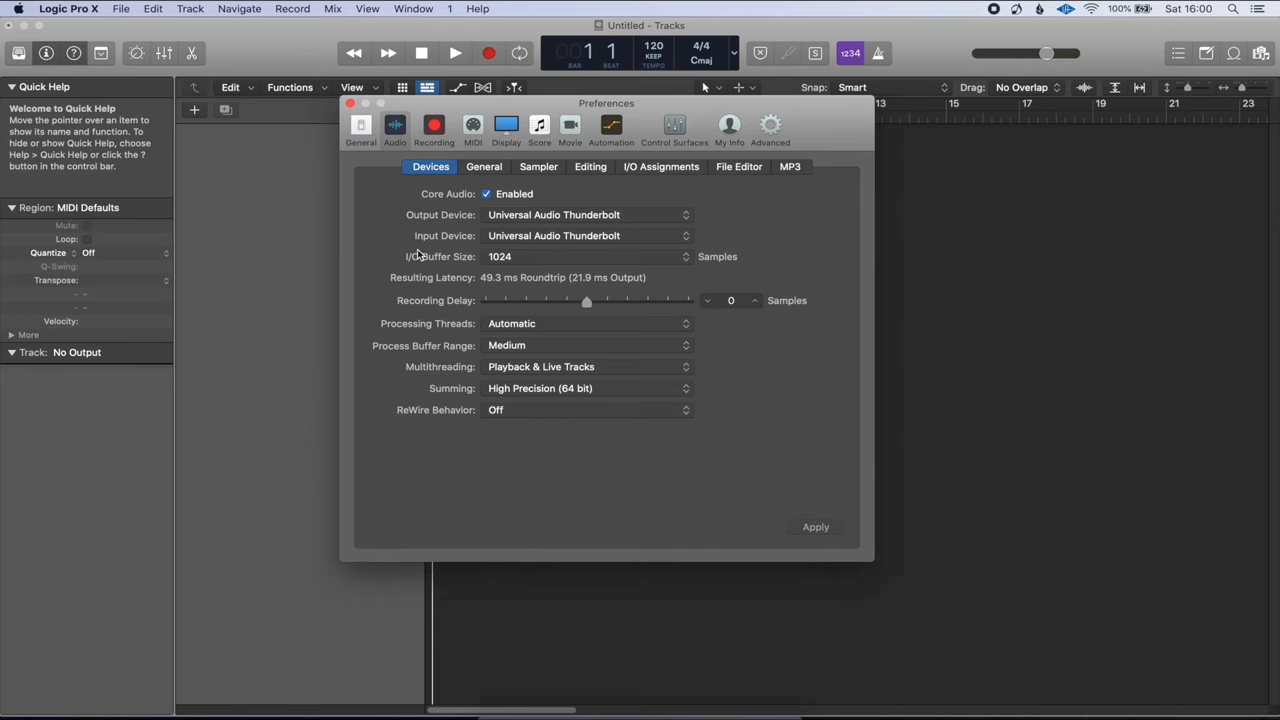 Logic Pro X File Edit Track Navigate Record Mix View Window 1 Help 100% Sat 16:00
Untitled - Tracks
001 1 120 4/4
KEEP Cmaj
BAR BEAT TEMPO
S 1234
Quick Help Edit Functions View Snap: Smart Drag: No Overlap
Welcome to Quick Help
Move the pointer over an item to
show its name and function. To
hide or show Quick Help, choose
Help > Quick Help or click the ?
button in the control bar.
13 15 17 19 21 23
Region: MIDI Defaults
Mute:
Loop:
Quantize Off
Q-Swing:
Transpose:
Velocity:
More
Track: No Output
Preferences
General Audio Recording MIDI Display Score Movie Automation Control Surfaces My Info Advanced
Devices General Sampler Editing I/O Assignments File Editor MP3
Core Audio: Enabled
Output Device: Universal Audio Thunderbolt
Input Device: Universal Audio Thunderbolt
I/O Buffer Size: 1024 Samples
Resulting Latency: 49.3 ms Roundtrip (21.9 ms Output)
Recording Delay: 0 Samples
Processing Threads: Automatic
Process Buffer Range: Medium
Multithreading: Playback & Live Tracks
Summing: High Precision (64 bit)
ReWire Behavior: Off
Apply